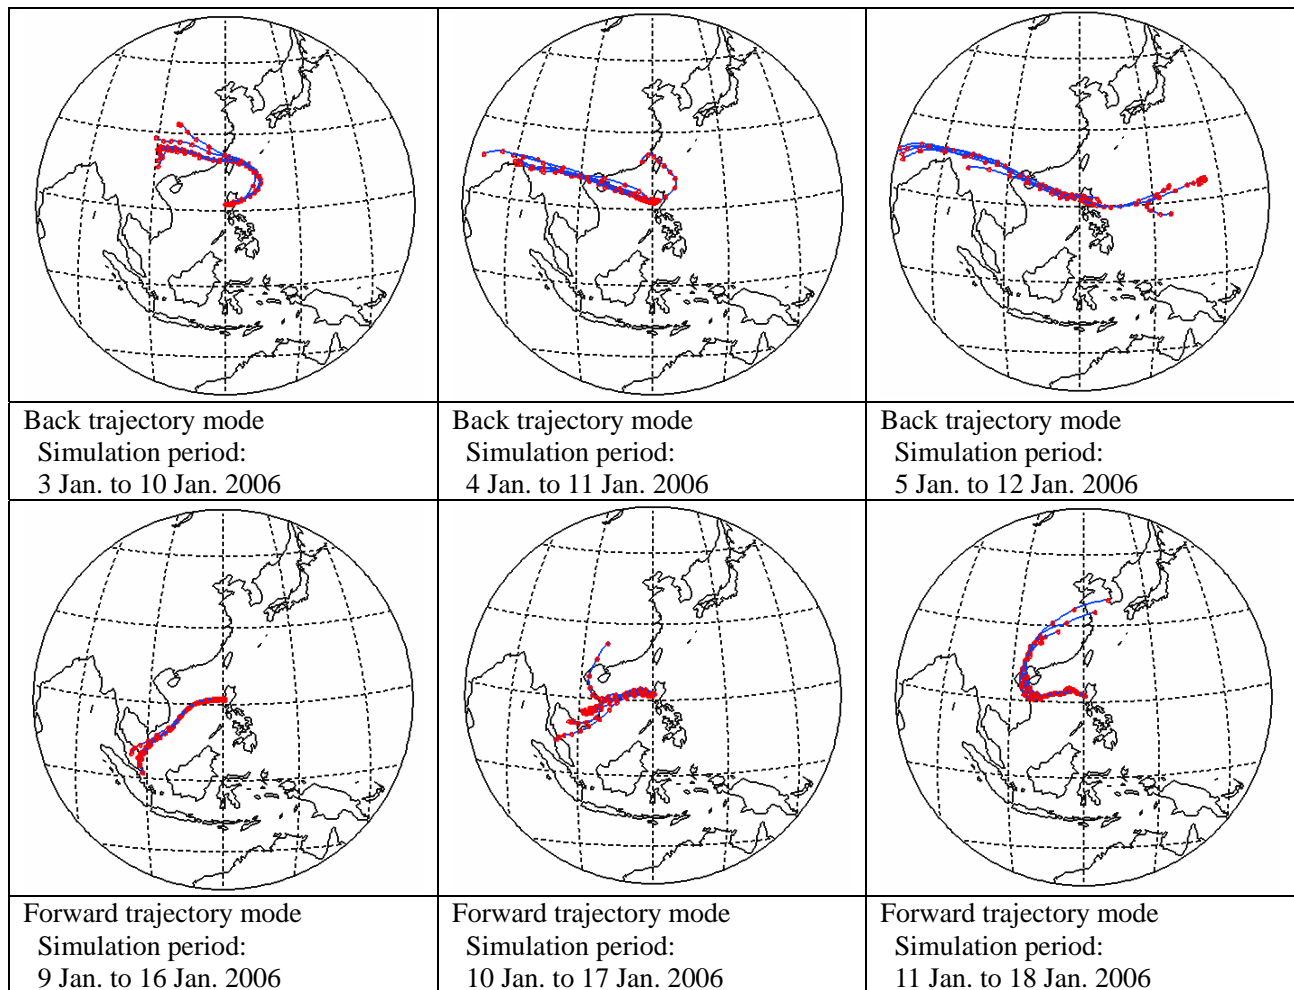 Back trajectory mode
Simulation period:
3 Jan. to 10 Jan. 2006
Back trajectory mode
Simulation period:
4 Jan. to 11 Jan. 2006
Back trajectory mode
Simulation period:
5 Jan. to 12 Jan. 2006
Forward trajectory mode
Simulation period:
9 Jan. to 16 Jan. 2006
Forward trajectory mode
Simulation period:
10 Jan. to 17 Jan. 2006
Forward trajectory mode
Simulation period:
11 Jan. to 18 Jan. 2006